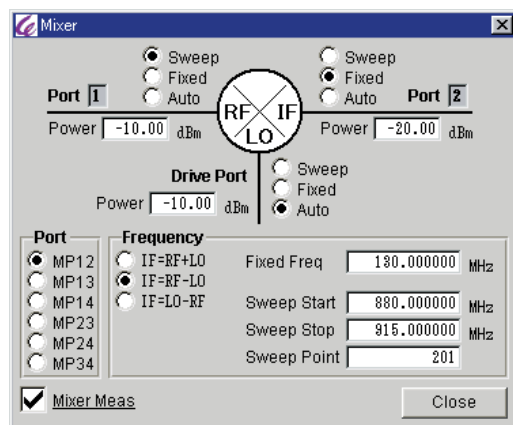 Mixer
Sweep
Fixed
Auto
Port 1
Power -10.00 dBm
RF IF
LO
Sweep
Fixed
Auto
Port 2
Power -20.00 dBm
Drive Port
Power -10.00 dBm
Sweep
Fixed
Auto
Port
MP12
MP13
MP14
MP23
MP24
MP34
Frequency
IF=RF+LO
IF=RF-LO
IF=LO-RF
Fixed Freq 130.000000 MHz
Sweep Start 880.000000 MHz
Sweep Stop 915.000000 MHz
Sweep Point 201
Mixer Meas
Close